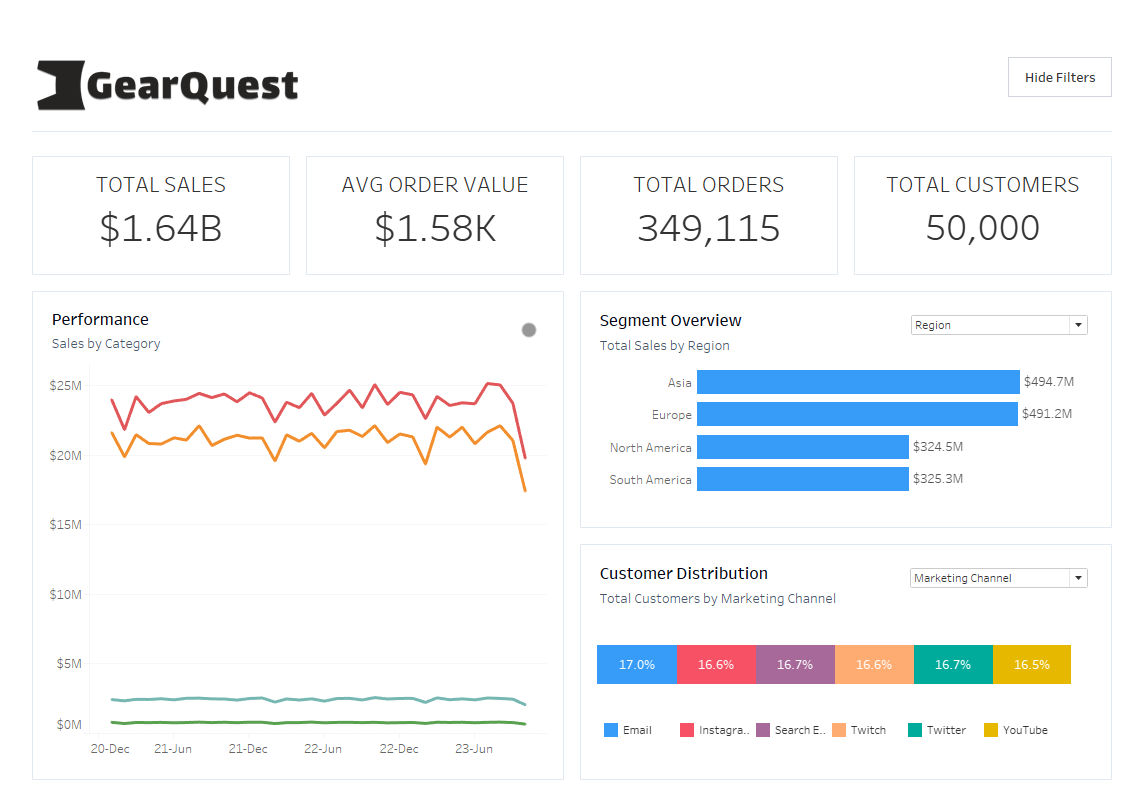 GearQuest
Hide Filters
TOTAL SALES
$1.64B
AVG ORDER VALUE
$1.58K
TOTAL ORDERS
349,115
TOTAL CUSTOMERS
50,000
Performance
Sales by Category
$25M
$20M
$15M
$10M
$5M
$0M
20-Dec 21-Jun 21-Dec 22-Jun 22-Dec 23-Jun
Segment Overview
Region
Total Sales by Region
Asia $494.7M
Europe $491.2M
North America $324.5M
South America $325.3M
Customer Distribution
Marketing Channel
Total Customers by Marketing Channel
17.0% 16.6% 16.7% 16.6% 16.7% 16.5%
Email Instagra.. Search E.. Twitch Twitter YouTube